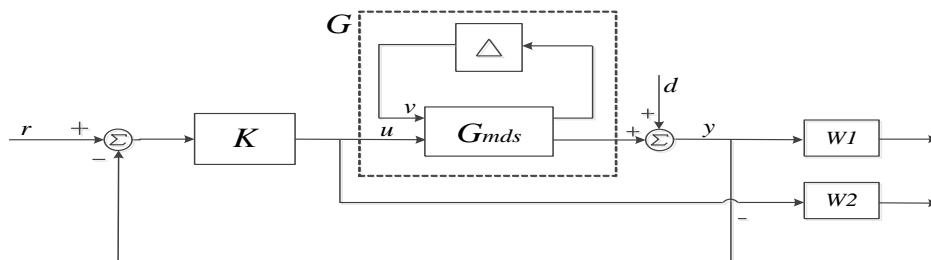 G
△
d
v
+
r
+
Σ
K
u
Gmds
+
Σ
y
W1
−
W2
−